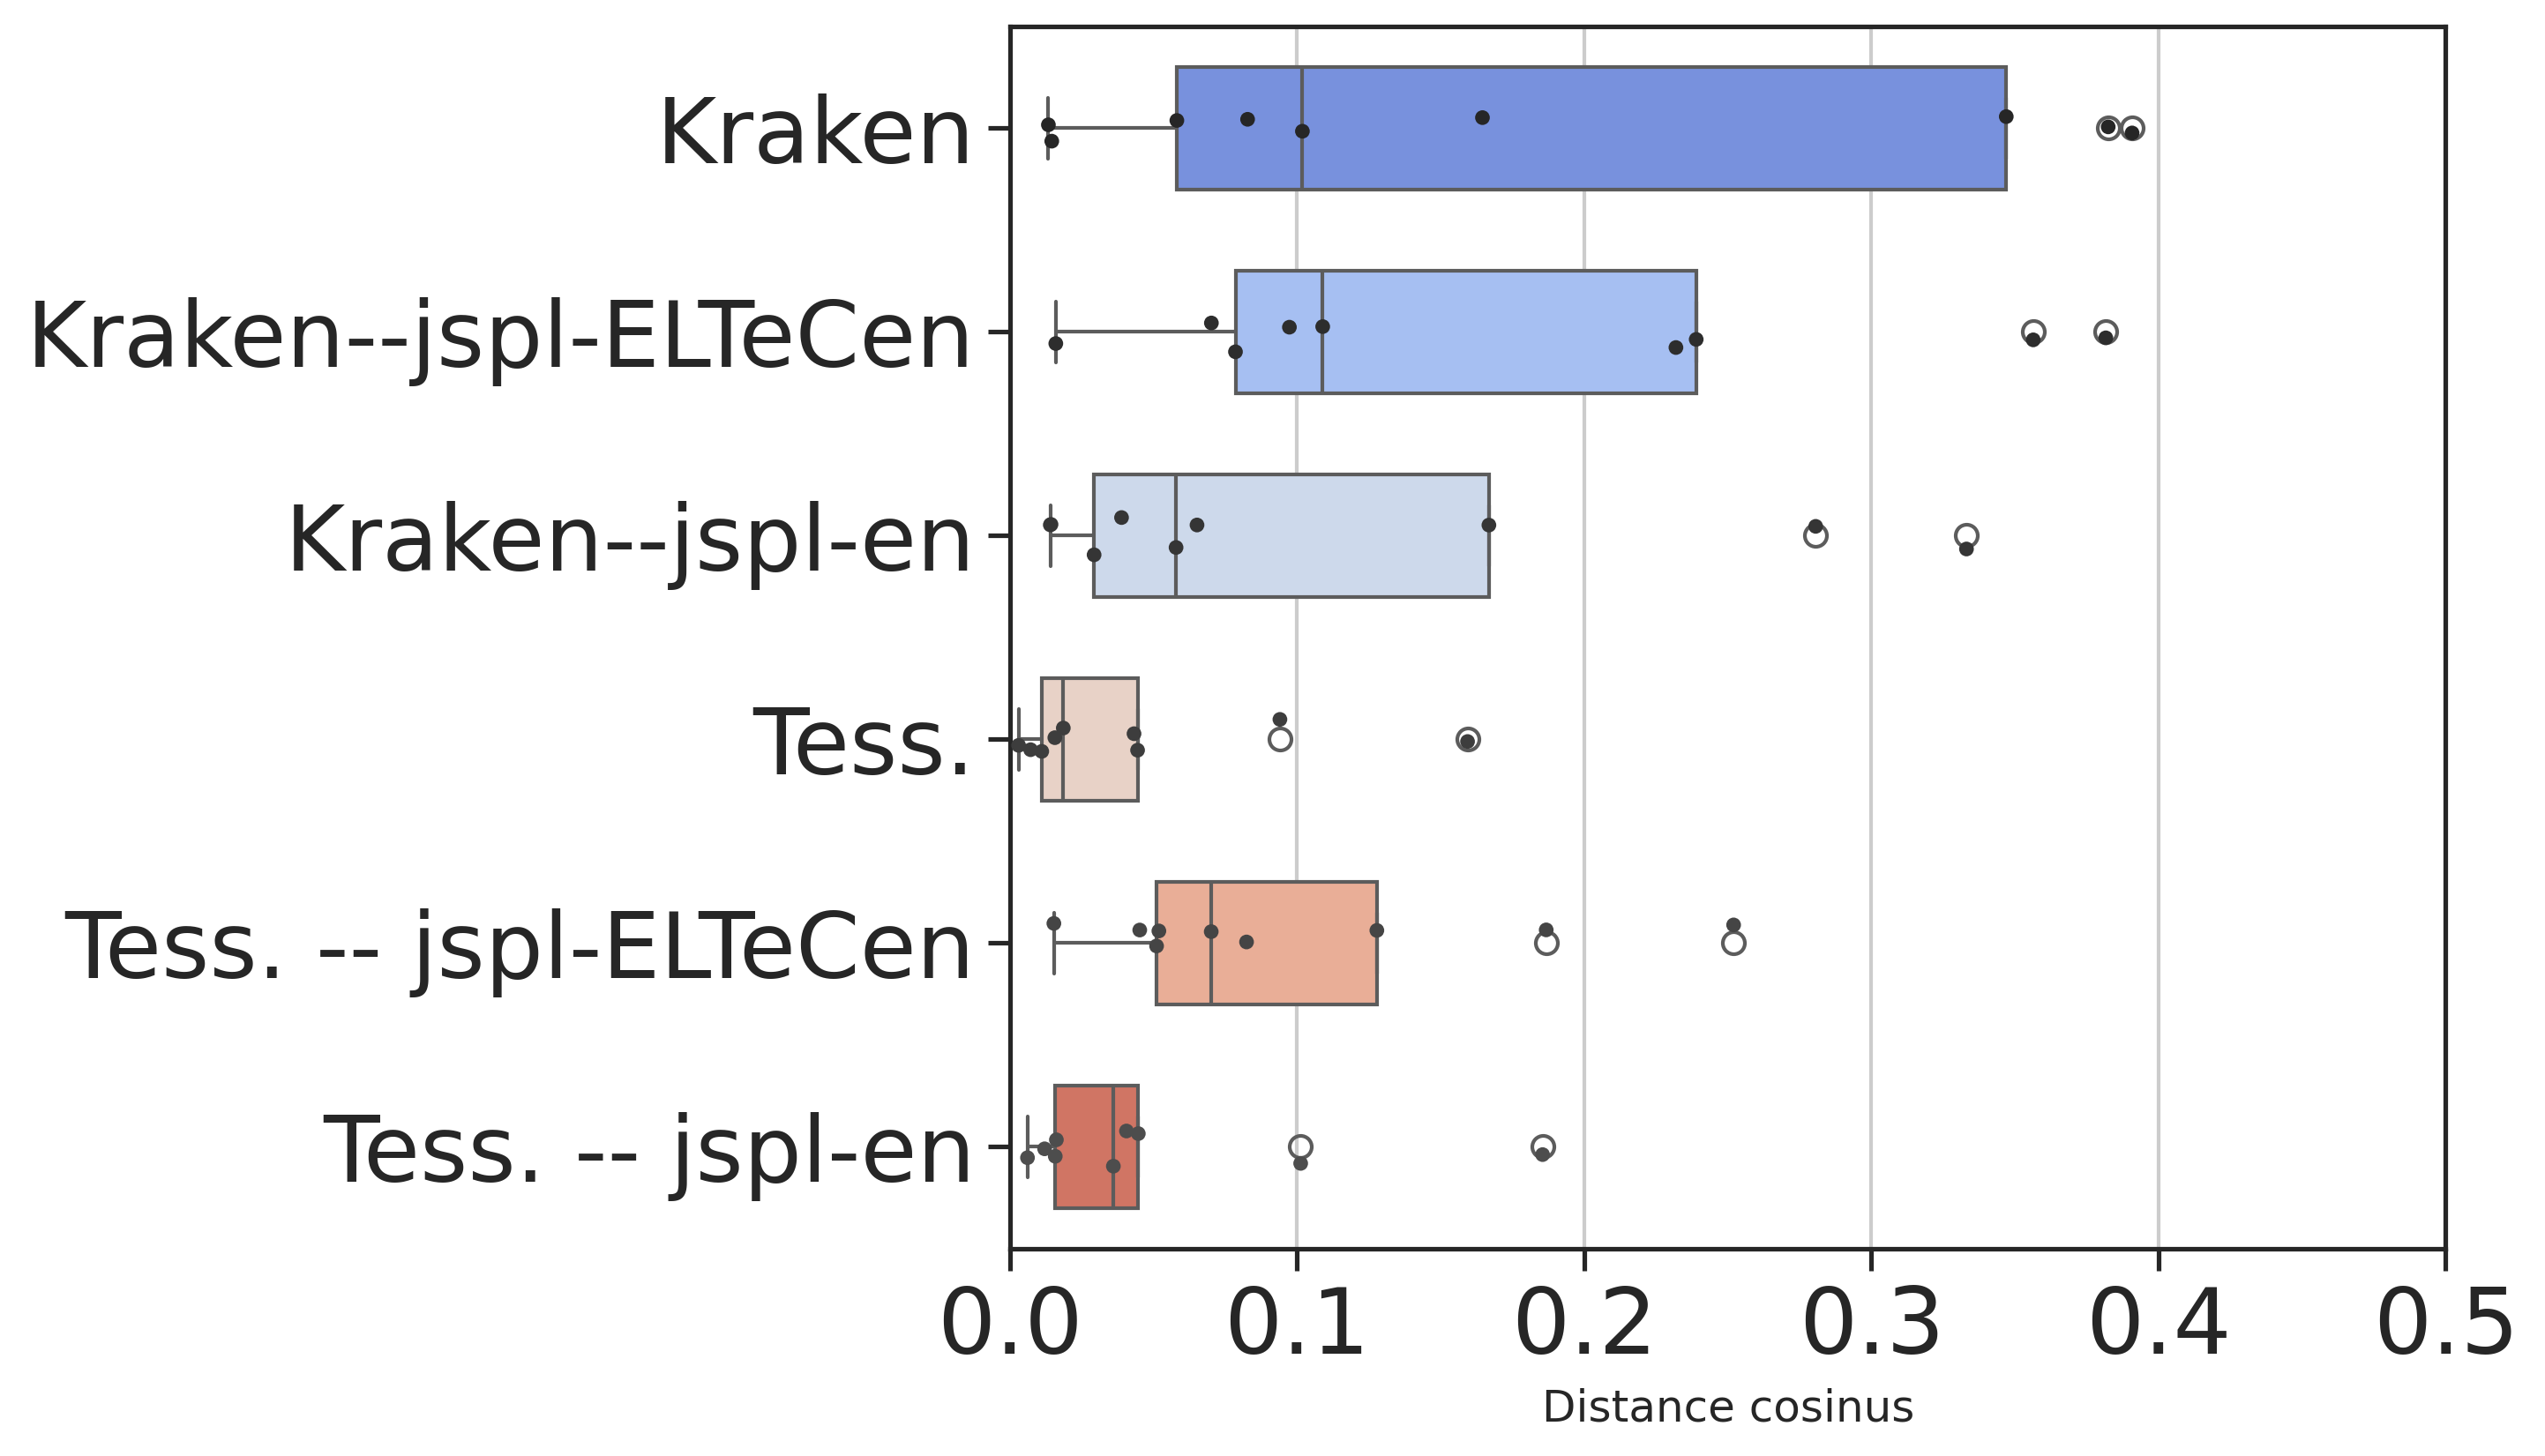 Kraken
Kraken--jspl-ELTeCen
Kraken--jspl-en
Tess.
Tess. -- jspl-ELTeCen
Tess. -- jspl-en
0.0 0.1 0.2 0.3 0.4 0.5
Distance cosinus